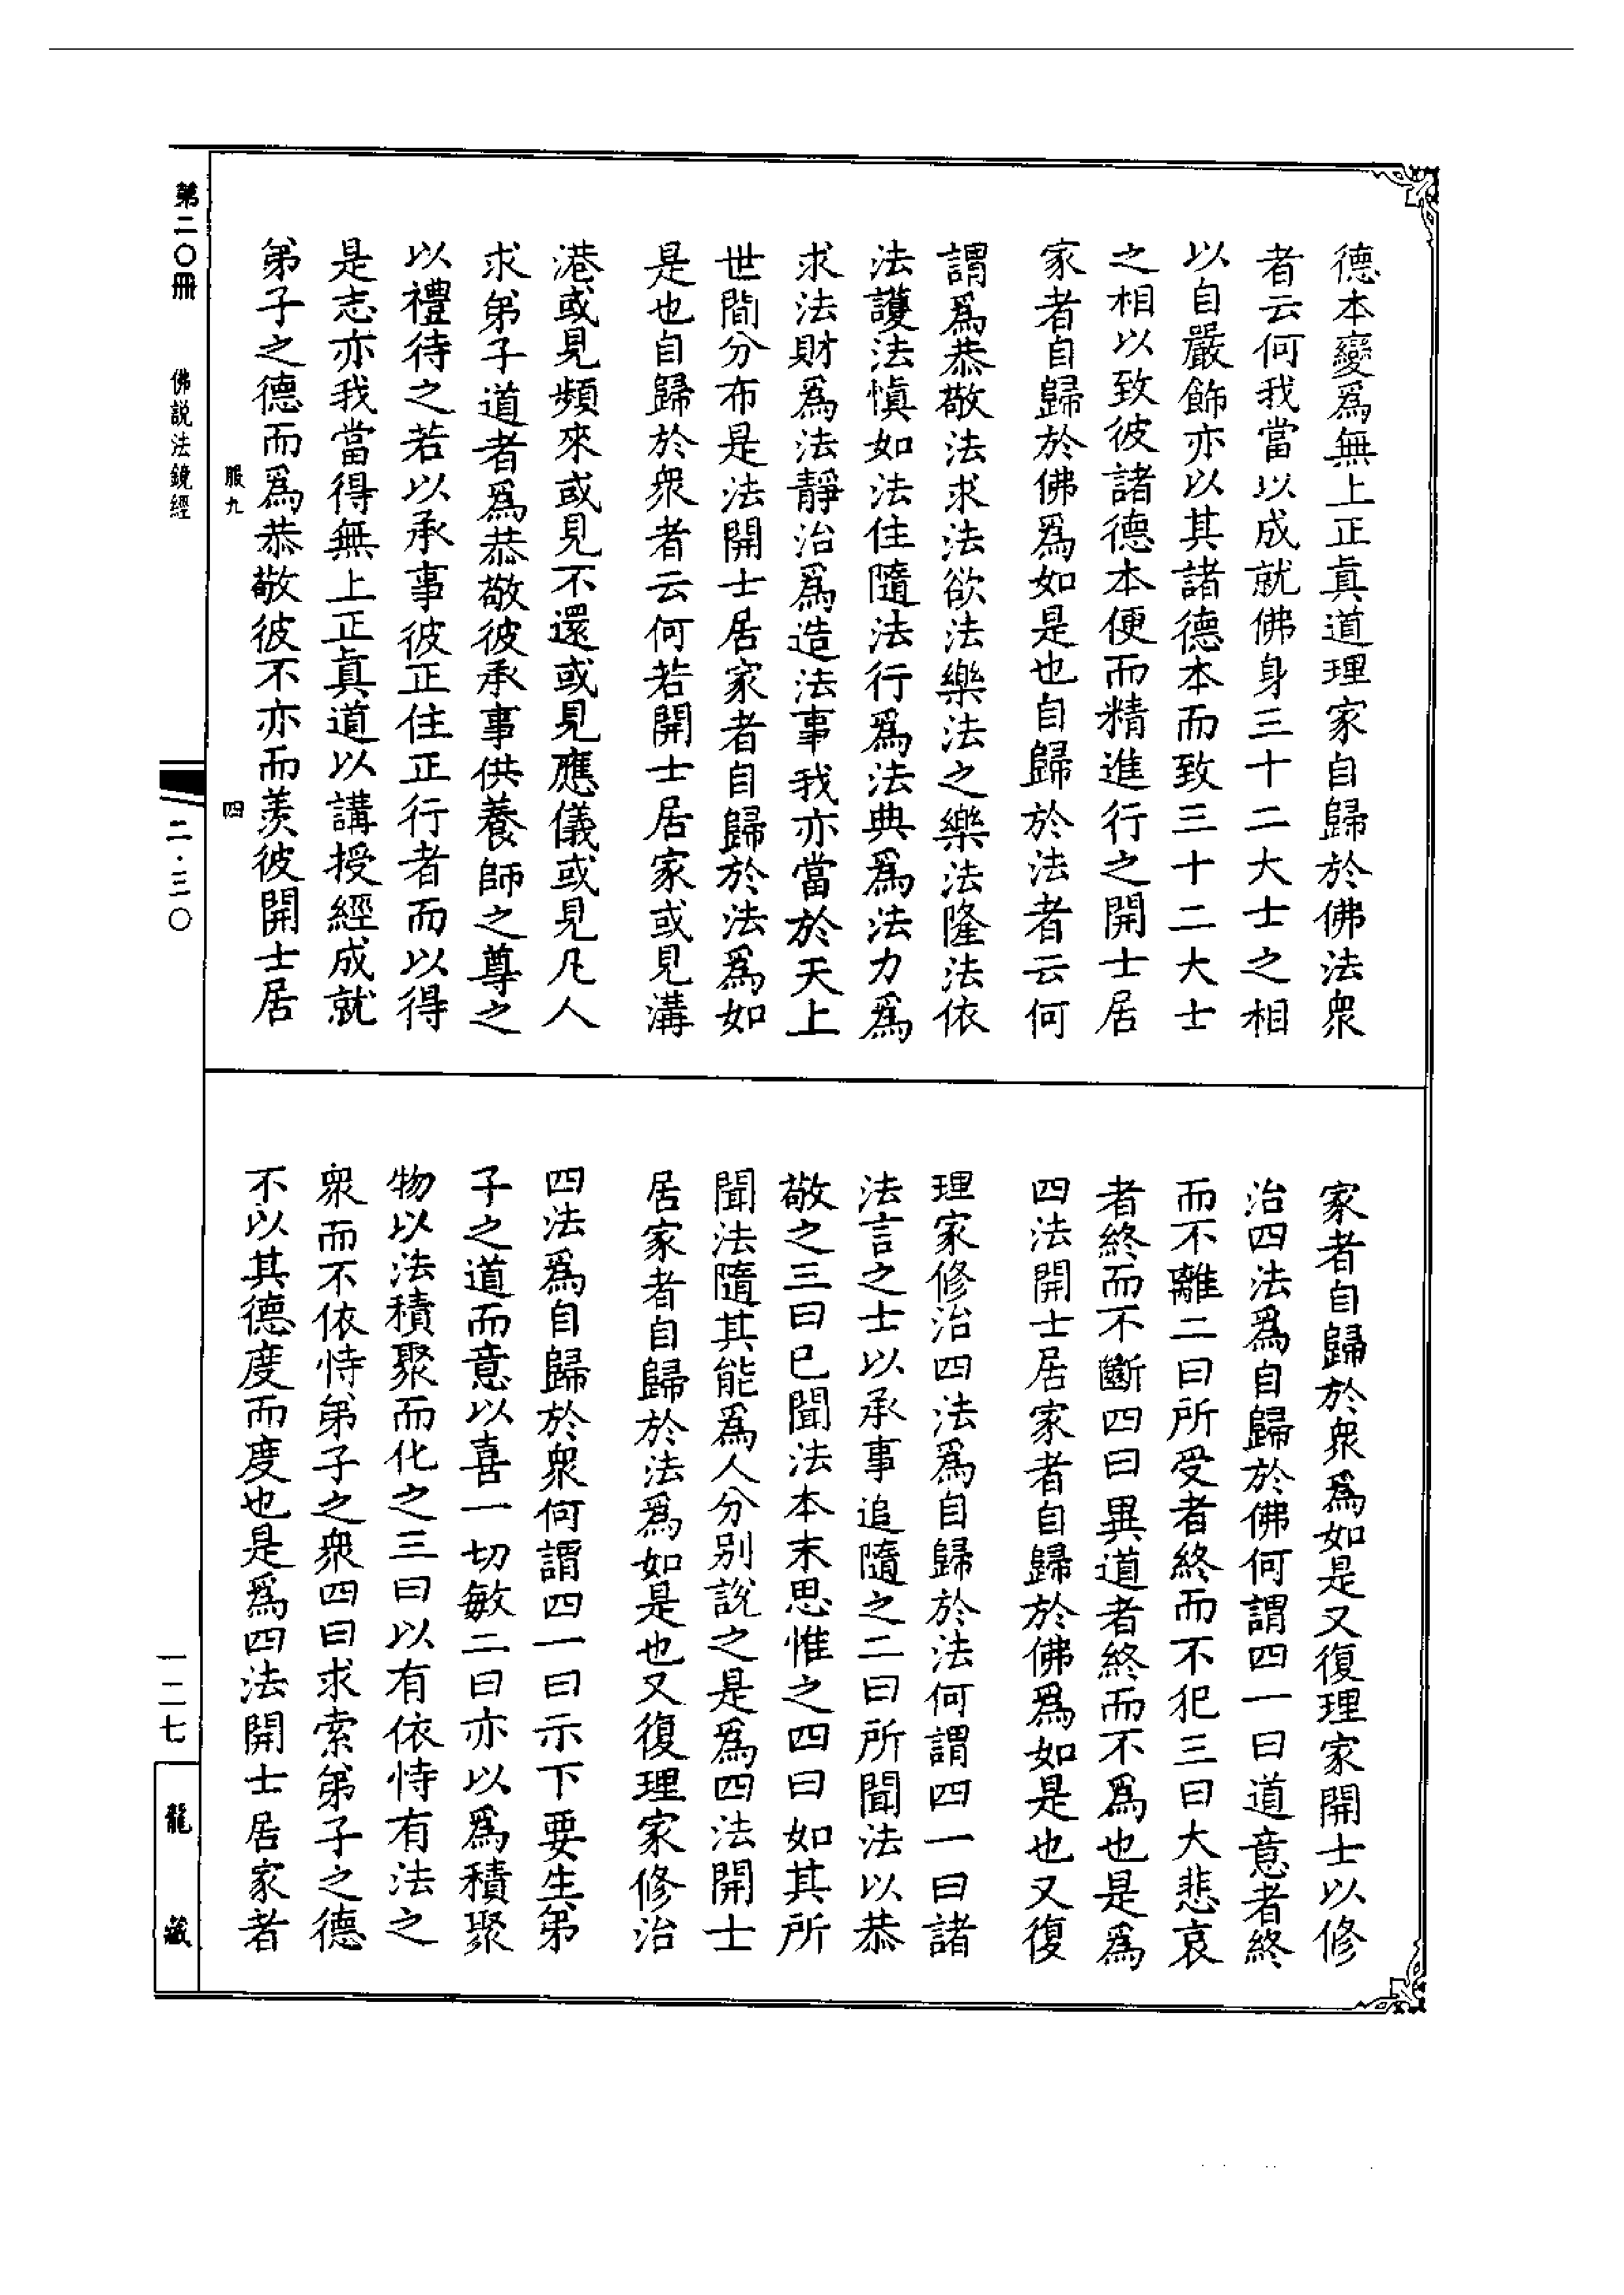 德本變爲無上正眞道理家自歸於佛法衆
者云何我當以成就佛身三十二大士之相
以自嚴飾亦以其諸德本而致三十二大士
之相以致彼諸德本便而精進行之開士居
家者自歸於佛爲如是也自歸於法者云何
謂爲恭敬法求法欲法樂法之樂法隆法依
法護法愼如法住隨法行爲法典爲法力爲
求法財爲法靜治爲造法事我亦當於天上
世間分布是法開士居家者自歸於法爲如
是也自歸於衆者云何若開士居家或見溝
港或見頻來或見不還或見應儀或見凡人
求弟子道者爲恭敬彼承事供養師之尊之
以禮待之若以承事彼正住正行者而以得
是志亦我當得無上正眞道以講授經成就
弟子之德而爲恭敬彼不亦而羨彼開士居
家者自歸於衆爲如是又復理家開士以修
治四法爲自歸於佛何謂四一曰道意者終
而不離二曰所受者終而不犯三曰大悲哀
者終而不斷四曰異道者終而不爲也是爲
四法開士居家者自歸於佛爲如是也又復
理家修治四法爲自歸於法何謂四一曰諸
法言之士以承事追隨之二曰所聞法以恭
敬之三曰已聞法本末思惟之四曰如其所
聞法隨其能爲人分別說之是爲四法開士
居家者自歸於法爲如是也又復理家修治
四法爲自歸於衆何謂四一曰示下要生弟
子之道而意以喜一切敏二曰亦以爲積聚
物以法積聚而化之三曰以有依恃有法之
衆而不依恃弟子之衆四曰求索弟子之德
不以其德度而度也是爲四法開士居家者
服九 四
第二〇冊 佛説法鏡經 二·三〇
一二七
龍藏